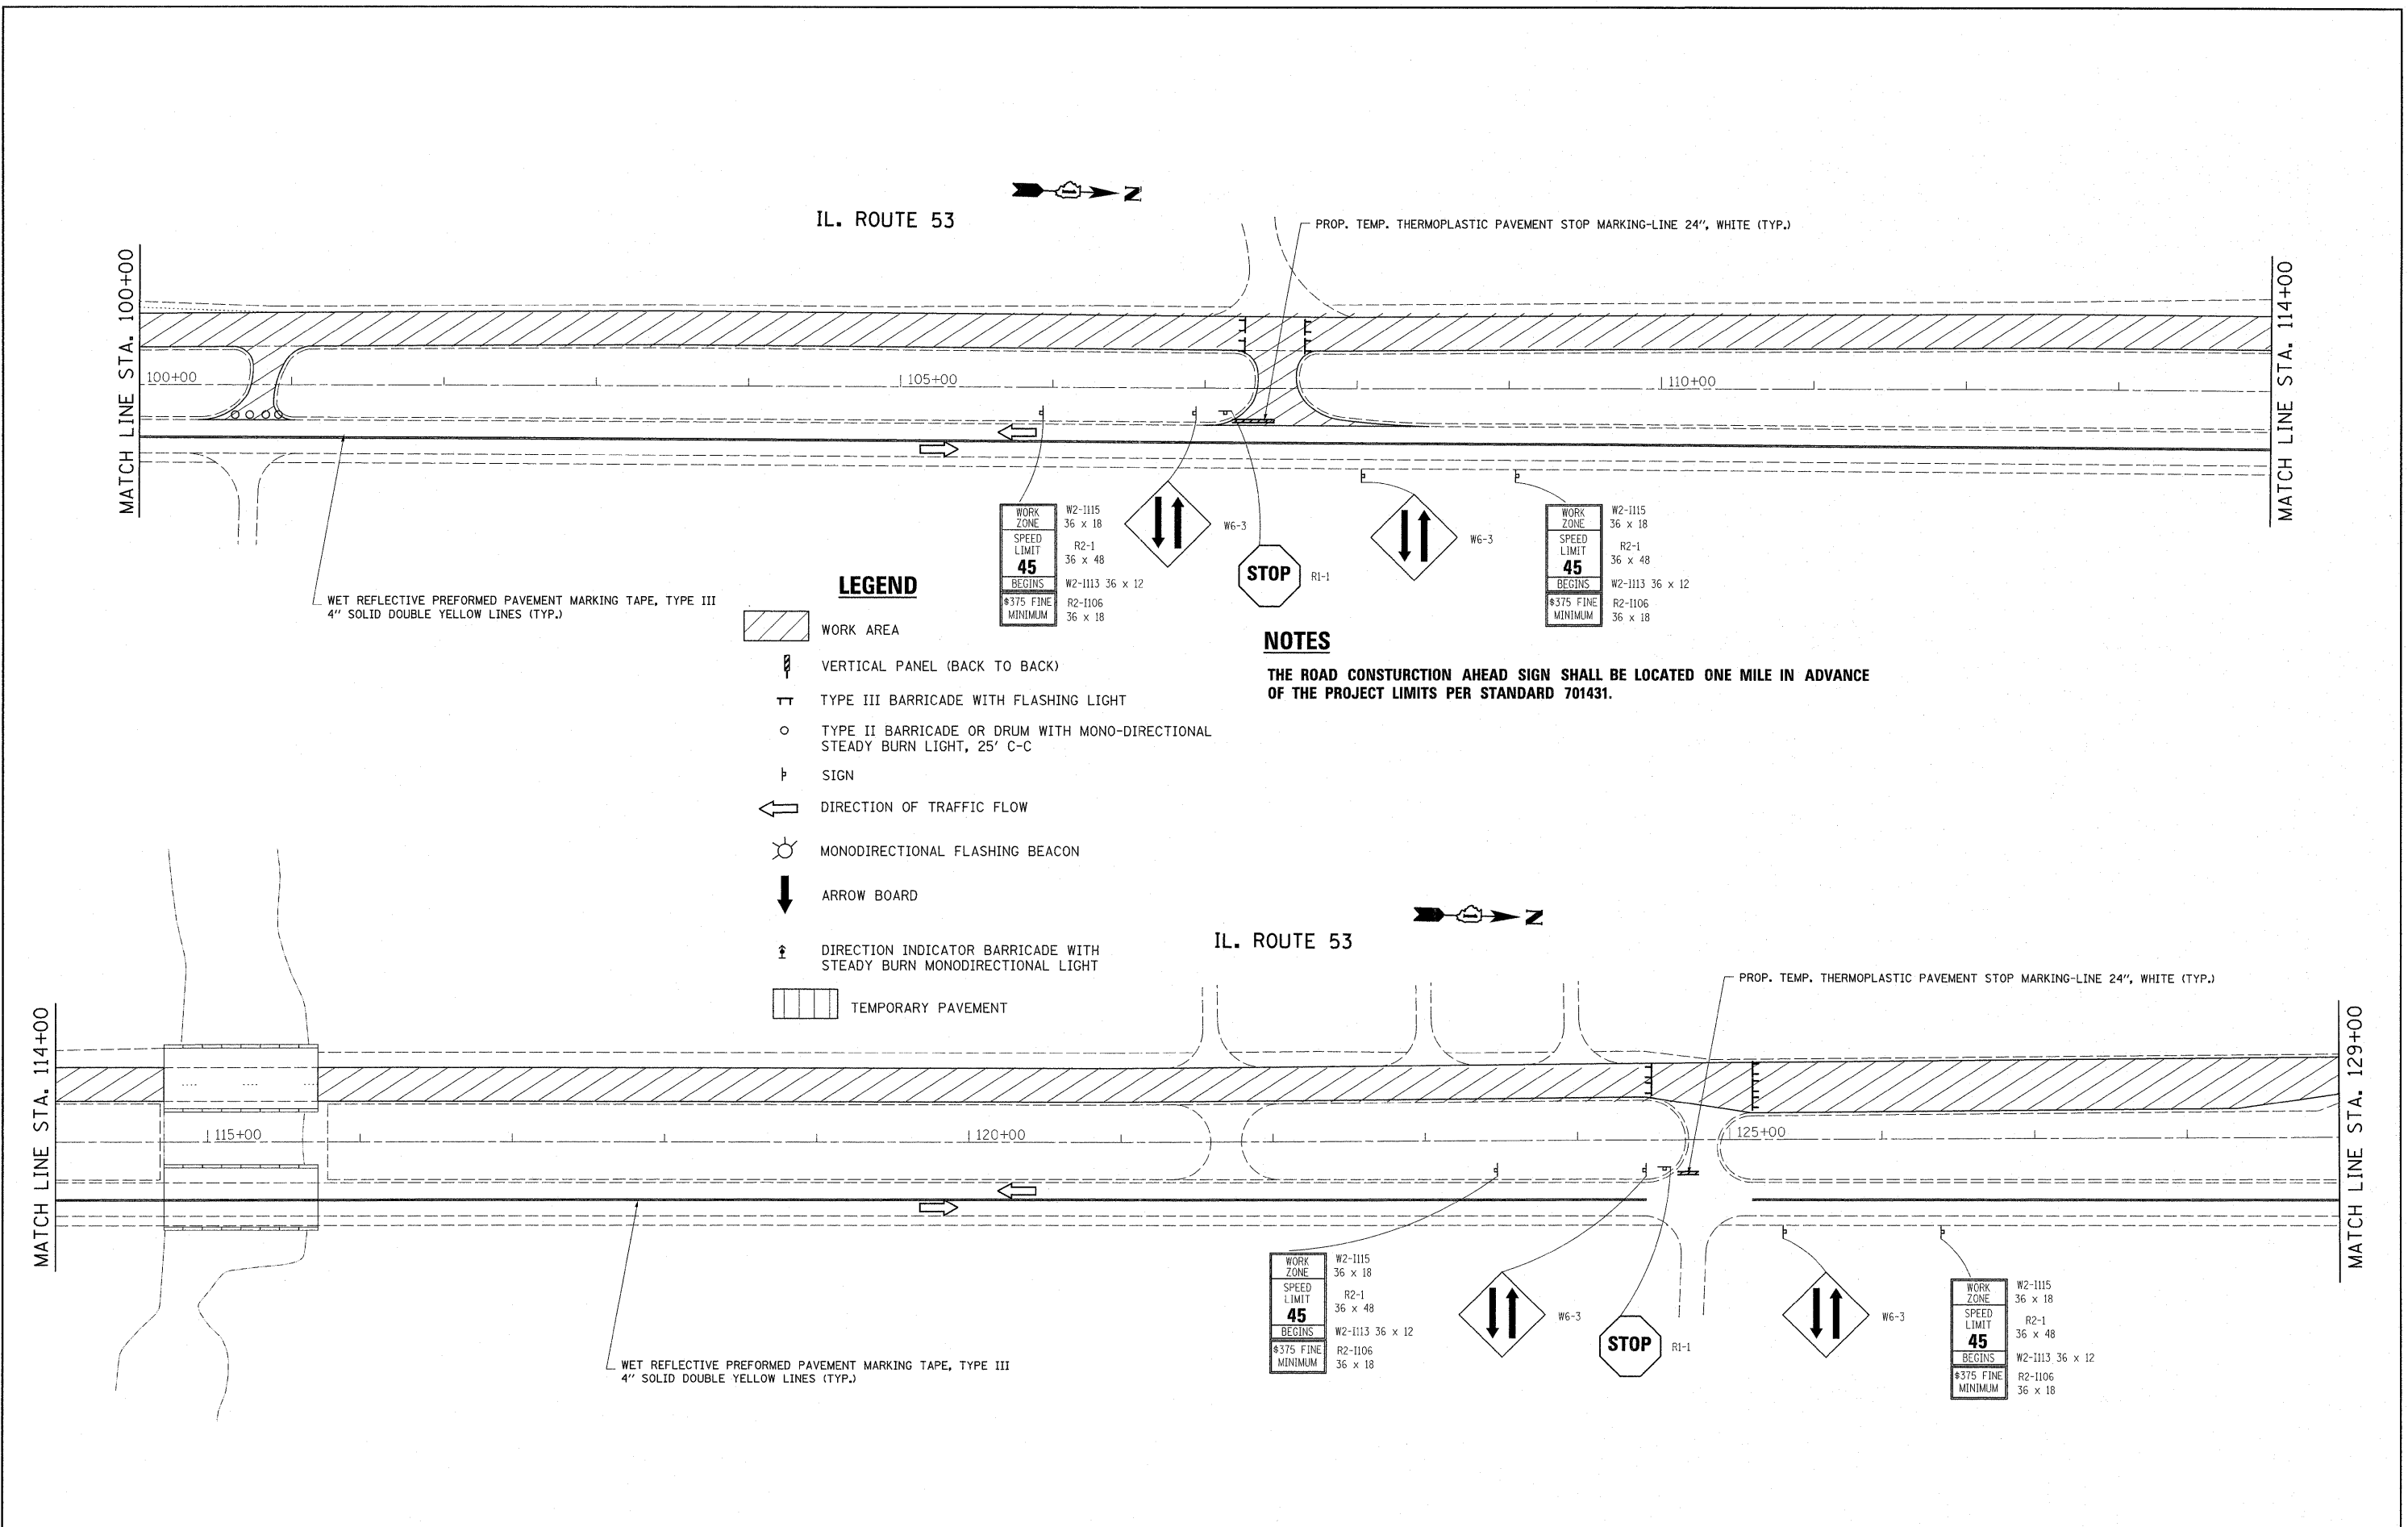 N
IL. ROUTE 53
PROP. TEMP. THERMOPLASTIC PAVEMENT STOP MARKING-LINE 24", WHITE (TYP.)
MATCH LINE STA. 100+00
MATCH LINE STA. 114+00
100+00
105+00
110+00
WORK
ZONE
SPEED
LIMIT
45
BEGINS
$375 FINE
MINIMUM
W2-I115
36 x 18
R2-1
36 x 48
W2-I113 36 x 12
R2-I106
36 x 18
W6-3
STOP
R1-1
W6-3
WORK
ZONE
SPEED
LIMIT
45
BEGINS
$375 FINE
MINIMUM
W2-I115
36 x 18
R2-1
36 x 48
W2-I113 36 x 12
R2-I106
36 x 18
WET REFLECTIVE PREFORMED PAVEMENT MARKING TAPE, TYPE III
4" SOLID DOUBLE YELLOW LINES (TYP.)
LEGEND
WORK AREA
VERTICAL PANEL (BACK TO BACK)
TYPE III BARRICADE WITH FLASHING LIGHT
TYPE II BARRICADE OR DRUM WITH MONO-DIRECTIONAL
STEADY BURN LIGHT, 25' C-C
SIGN
DIRECTION OF TRAFFIC FLOW
MONODIRECTIONAL FLASHING BEACON
ARROW BOARD
DIRECTION INDICATOR BARRICADE WITH
STEADY BURN MONODIRECTIONAL LIGHT
TEMPORARY PAVEMENT
NOTES
THE ROAD CONSTURCTION AHEAD SIGN SHALL BE LOCATED ONE MILE IN ADVANCE
OF THE PROJECT LIMITS PER STANDARD 701431.
N
IL. ROUTE 53
PROP. TEMP. THERMOPLASTIC PAVEMENT STOP MARKING-LINE 24", WHITE (TYP.)
MATCH LINE STA. 114+00
MATCH LINE STA. 129+00
115+00
120+00
125+00
WORK
ZONE
SPEED
LIMIT
45
BEGINS
$375 FINE
MINIMUM
W2-I115
36 x 18
R2-1
36 x 48
W2-I113 36 x 12
R2-I106
36 x 18
W6-3
STOP
R1-1
W6-3
WORK
ZONE
SPEED
LIMIT
45
BEGINS
$375 FINE
MINIMUM
W2-I115
36 x 18
R2-1
36 x 48
W2-I113 36 x 12
R2-I106
36 x 18
WET REFLECTIVE PREFORMED PAVEMENT MARKING TAPE, TYPE III
4" SOLID DOUBLE YELLOW LINES (TYP.)